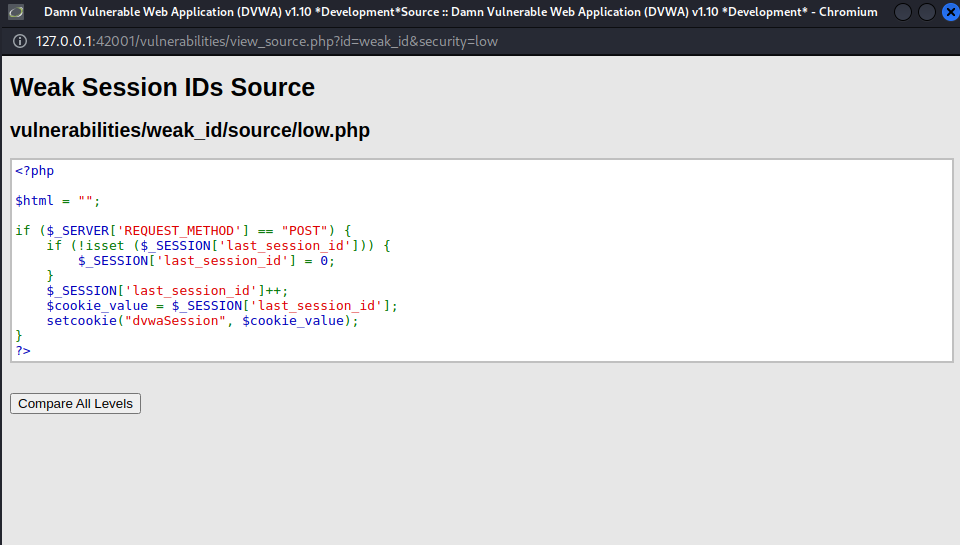 Damn Vulnerable Web Application (DVWA) v1.10 *Development*Source :: Damn Vulnerable Web Application (DVWA) v1.10 *Development* - Chromium
127.0.0.1:42001/vulnerabilities/view_source.php?id=weak_id&security=low
Weak Session IDs Source
vulnerabilities/weak_id/source/low.php
<?php
$html = "";
if ($_SERVER['REQUEST_METHOD'] == "POST") {
    if (!isset ($_SESSION['last_session_id'])) {
        $_SESSION['last_session_id'] = 0;
    }
    $_SESSION['last_session_id']++;
    $cookie_value = $_SESSION['last_session_id'];
    setcookie("dvwaSession", $cookie_value);
}
?>
Compare All Levels